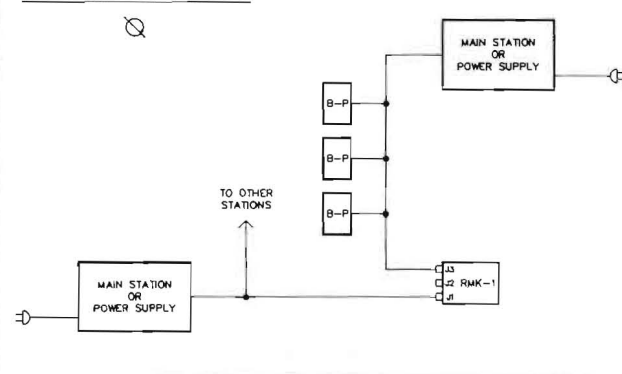 MAIN STATION
OR
POWER SUPPLY
B-P
B-P
B-P
TO OTHER
STATIONS
J3
J2 RMK-1
J1
MAIN STATION
OR
POWER SUPPLY